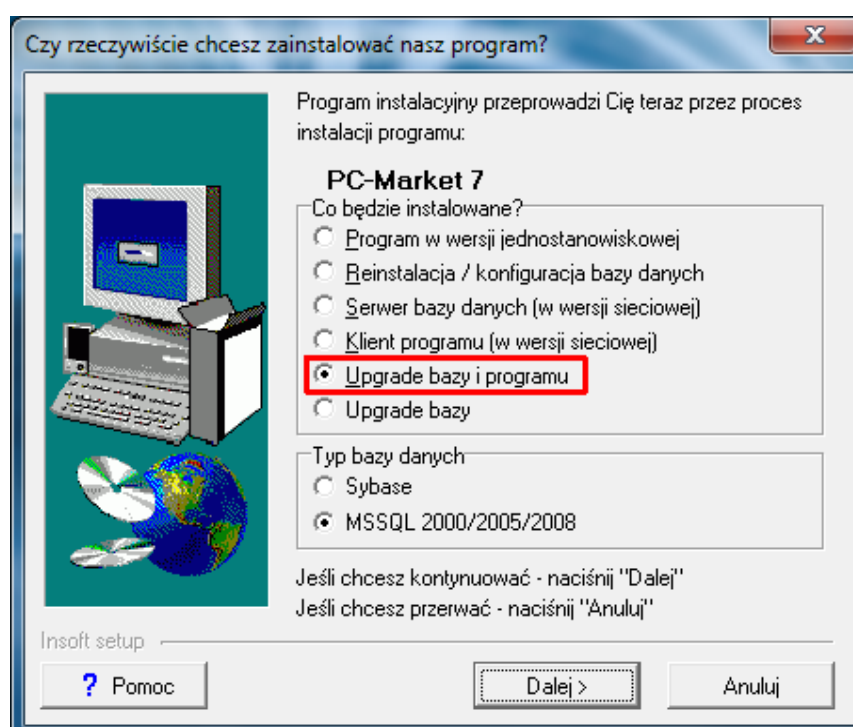 Czy rzeczywiście chcesz zainstalować nasz program?
Program instalacyjny przeprowadzi Cię teraz przez proces
instalacji programu:
PC-Market 7
Co będzie instalowane?
Program w wersji jednostanowiskowej
Reinstalacja / konfiguracja bazy danych
Serwer bazy danych (w wersji sieciowej)
Klient programu (w wersji sieciowej)
Upgrade bazy i programu
Upgrade bazy
Typ bazy danych
Sybase
MSSQL 2000/2005/2008
Jeśli chcesz kontynuować - naciśnij "Dalej"
Jeśli chcesz przerwać - naciśnij "Anuluj"
Insoft setup
? Pomoc
Dalej >
Anuluj